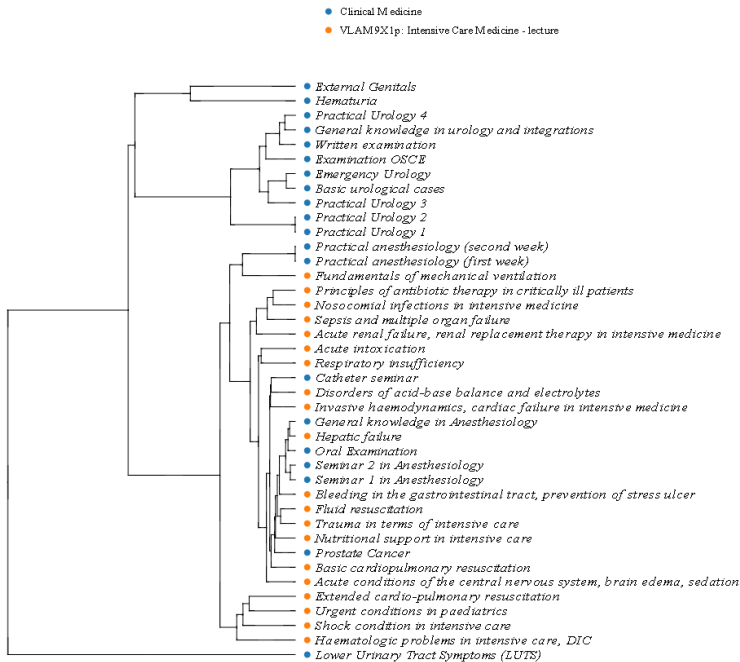 Clinical Medicine
VLAM9X1p: Intensive Care Medicine - lecture
External Genitals
Hematuria
Practical Urology 4
General knowledge in urology and integrations
Written examination
Examination OSCE
Emergency Urology
Basic urological cases
Practical Urology 3
Practical Urology 2
Practical Urology 1
Practical anesthesiology (second week)
Practical anesthesiology (first week)
Fundamentals of mechanical ventilation
Principles of antibiotic therapy in critically ill patients
Nosocomial infections in intensive medicine
Sepsis and multiple organ failure
Acute renal failure, renal replacement therapy in intensive medicine
Acute intoxication
Respiratory insufficiency
Catheter seminar
Disorders of acid-base balance and electrolytes
Invasive haemodynamics, cardiac failure in intensive medicine
General knowledge in Anesthesiology
Hepatic failure
Oral Examination
Seminar 2 in Anesthesiology
Seminar 1 in Anesthesiology
Bleeding in the gastrointestinal tract, prevention of stress ulcer
Fluid resuscitation
Trauma in terms of intensive care
Nutritional support in intensive care
Prostate Cancer
Basic cardiopulmonary resuscitation
Acute conditions of the central nervous system, brain edema, sedation
Extended cardio-pulmonary resuscitation
Urgent conditions in paediatrics
Shock condition in intensive care
Haematologic problems in intensive care, DIC
Lower Urinary Tract Symptoms (LUTS)